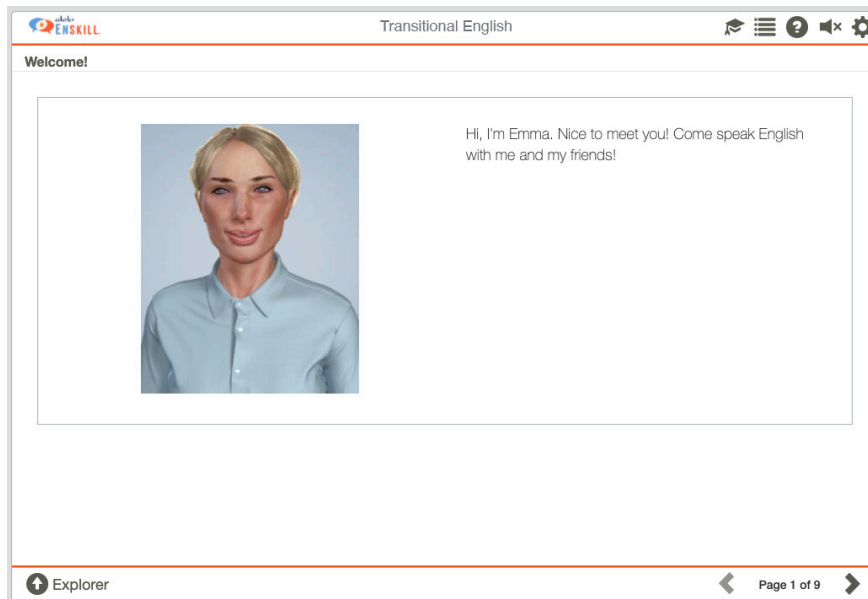 alelo
ENSKILL
Transitional English
Welcome!
Hi, I'm Emma. Nice to meet you! Come speak English
with me and my friends!
Explorer
Page 1 of 9